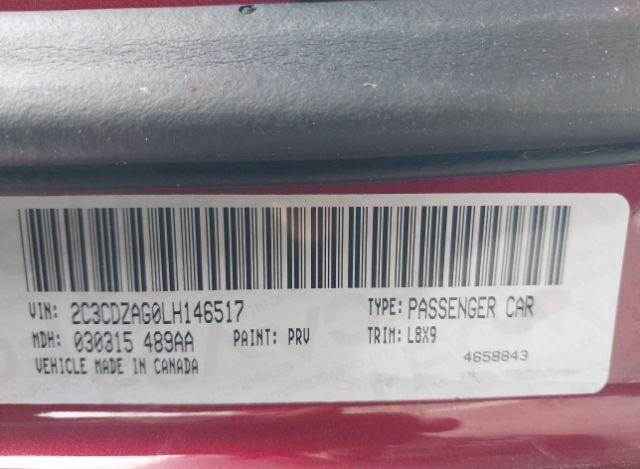 VIN: 2C3CDZAG0LH146517 TYPE: PASSENGER CAR
MDH: 030315 489AA PAINT: PRV TRIM: L8X9
VEHICLE MADE IN CANADA 4658843